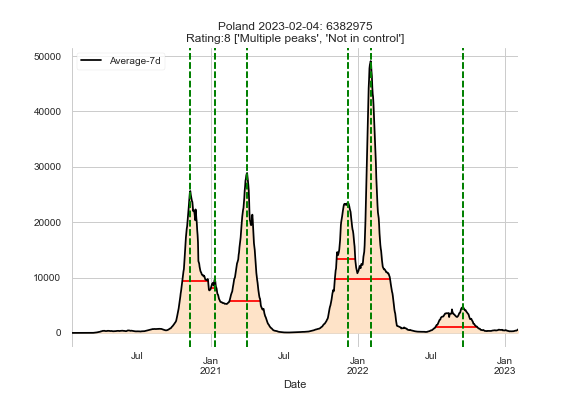 Poland 2023-02-04: 6382975
Rating:8 ['Multiple peaks', 'Not in control']
Average-7d
50000
40000
30000
20000
10000
0
Jul
Jan
2021
Jul
Jan
2022
Jul
Jan
2023
Date